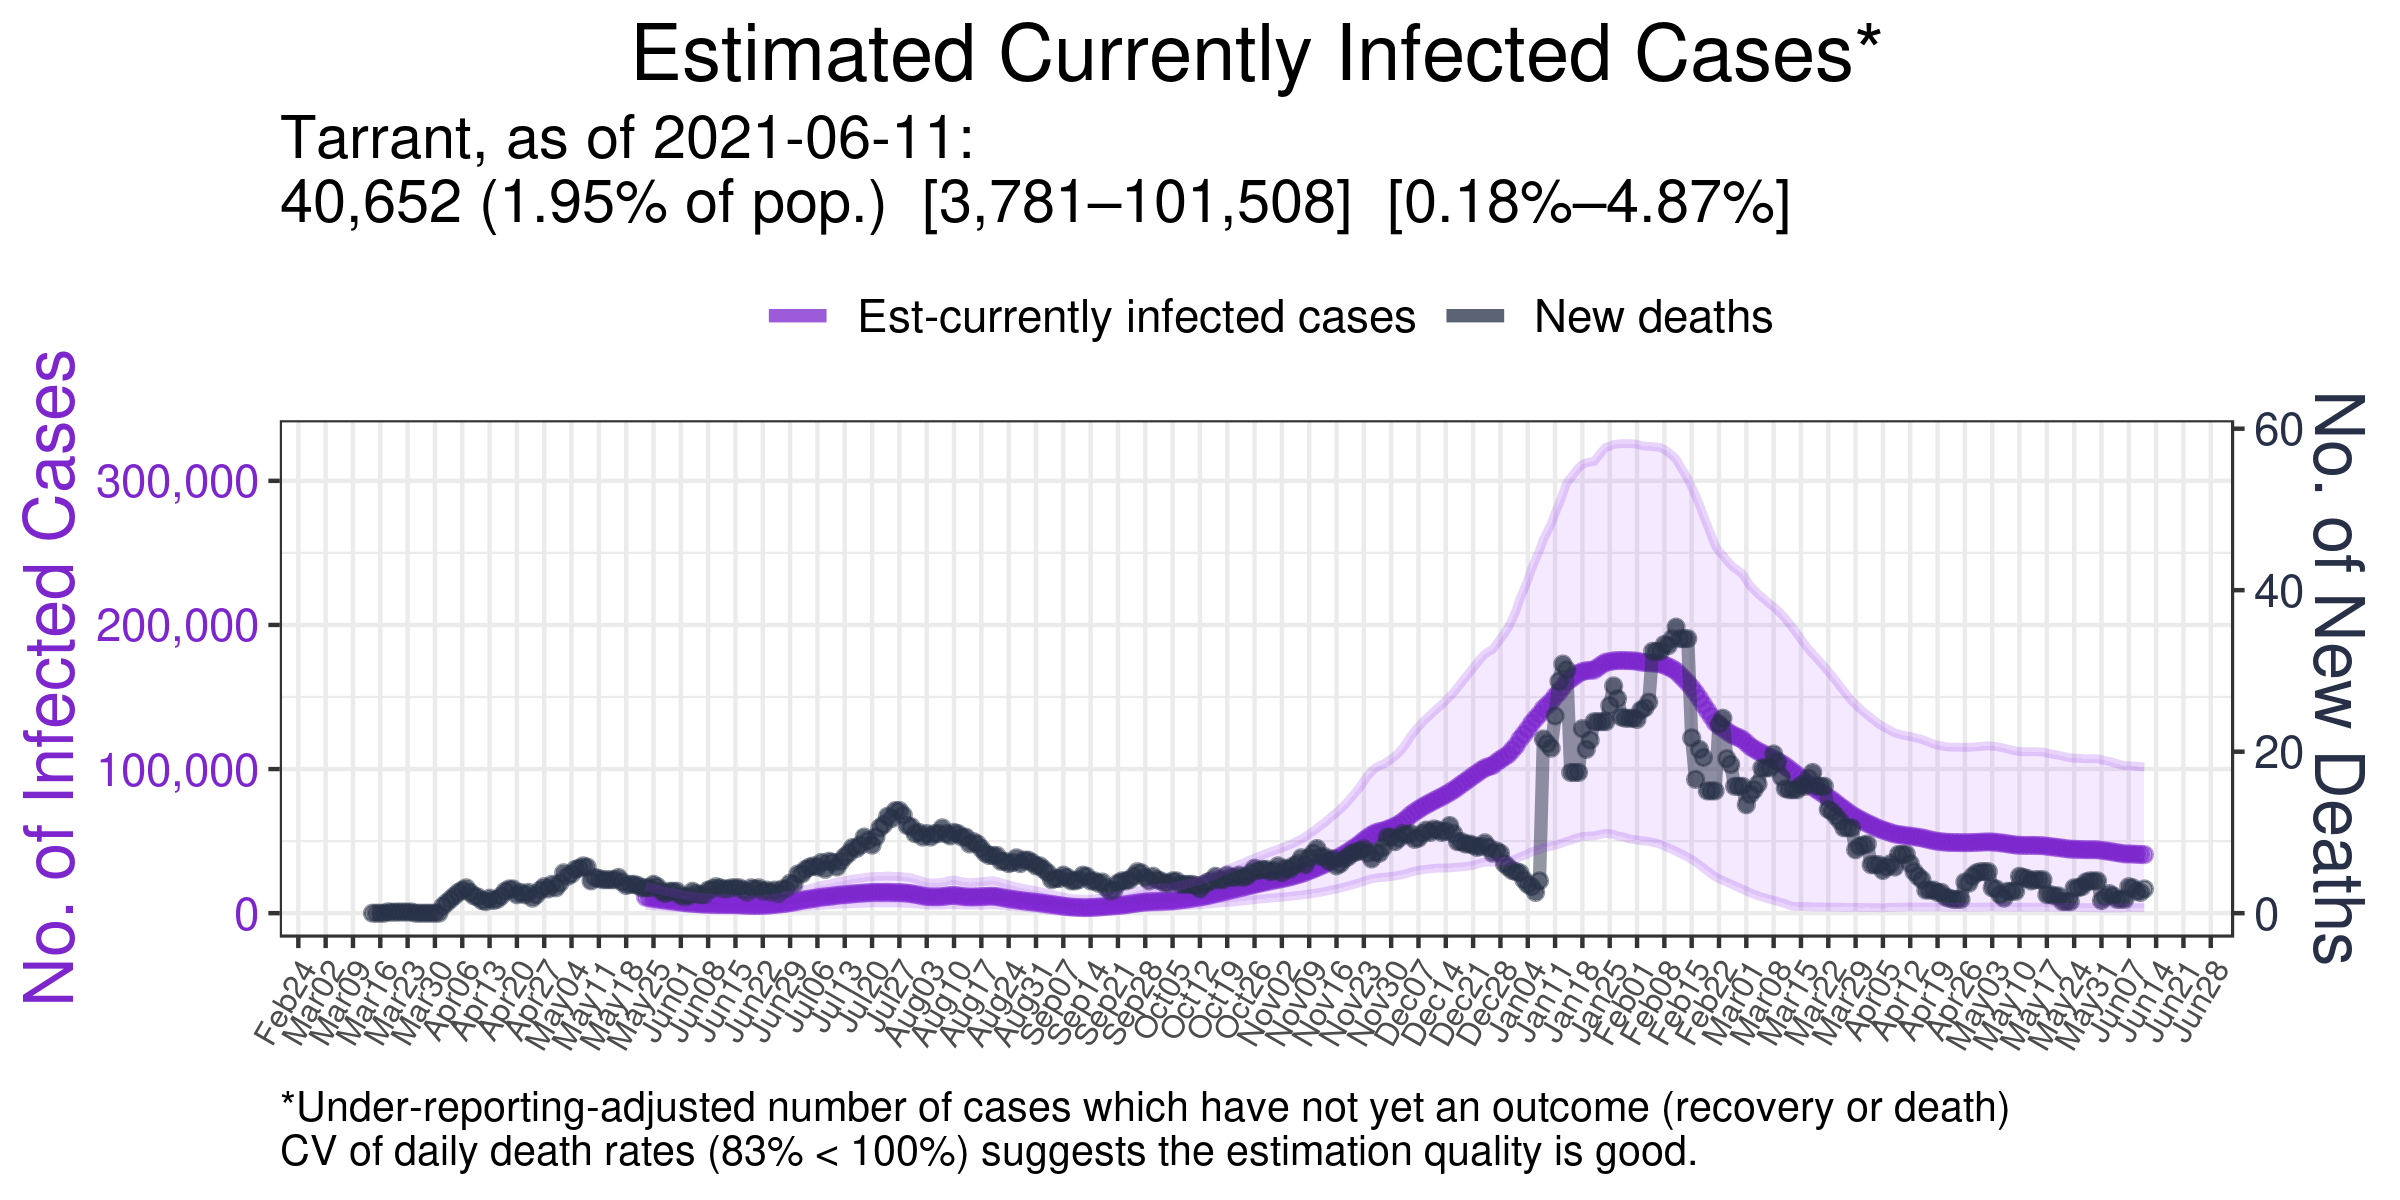 Estimated Currently Infected Cases*
Tarrant, as of 2021-06-11:
40,652 (1.95% of pop.) [3,781–101,508] [0.18%–4.87%]
Est-currently infected cases New deaths
No. of Infected Cases
300,000
200,000
100,000
0
60
40
20
0
No. of New Deaths
Feb24 Mar02 Mar09 Mar16 Mar23 Mar30 Apr06 Apr13 Apr20 Apr27 May04 May11 May18 May25 Jun01 Jun08 Jun15 Jun22 Jun29 Jun06 Jul13 Jul20 Jul27 Aug03 Aug10 Aug17 Aug24 Aug31 Sep07 Sep14 Sep21 Sep28 Oct05 Oct12 Oct19 Oct26 Nov02 Nov09 Nov16 Nov23 Nov30 Dec07 Dec14 Dec21 Dec28 Jan04 Jan11 Jan18 Jan25 Feb01 Feb08 Feb15 Feb22 Mar01 Mar08 Mar15 Mar22 Mar29 Apr05 Apr12 Apr19 Apr26 May03 May10 May17 May24 May31 Jun07 Jun14 Jun21 Jun28
*Under-reporting-adjusted number of cases which have not yet an outcome (recovery or death)
CV of daily death rates (83% < 100%) suggests the estimation quality is good.